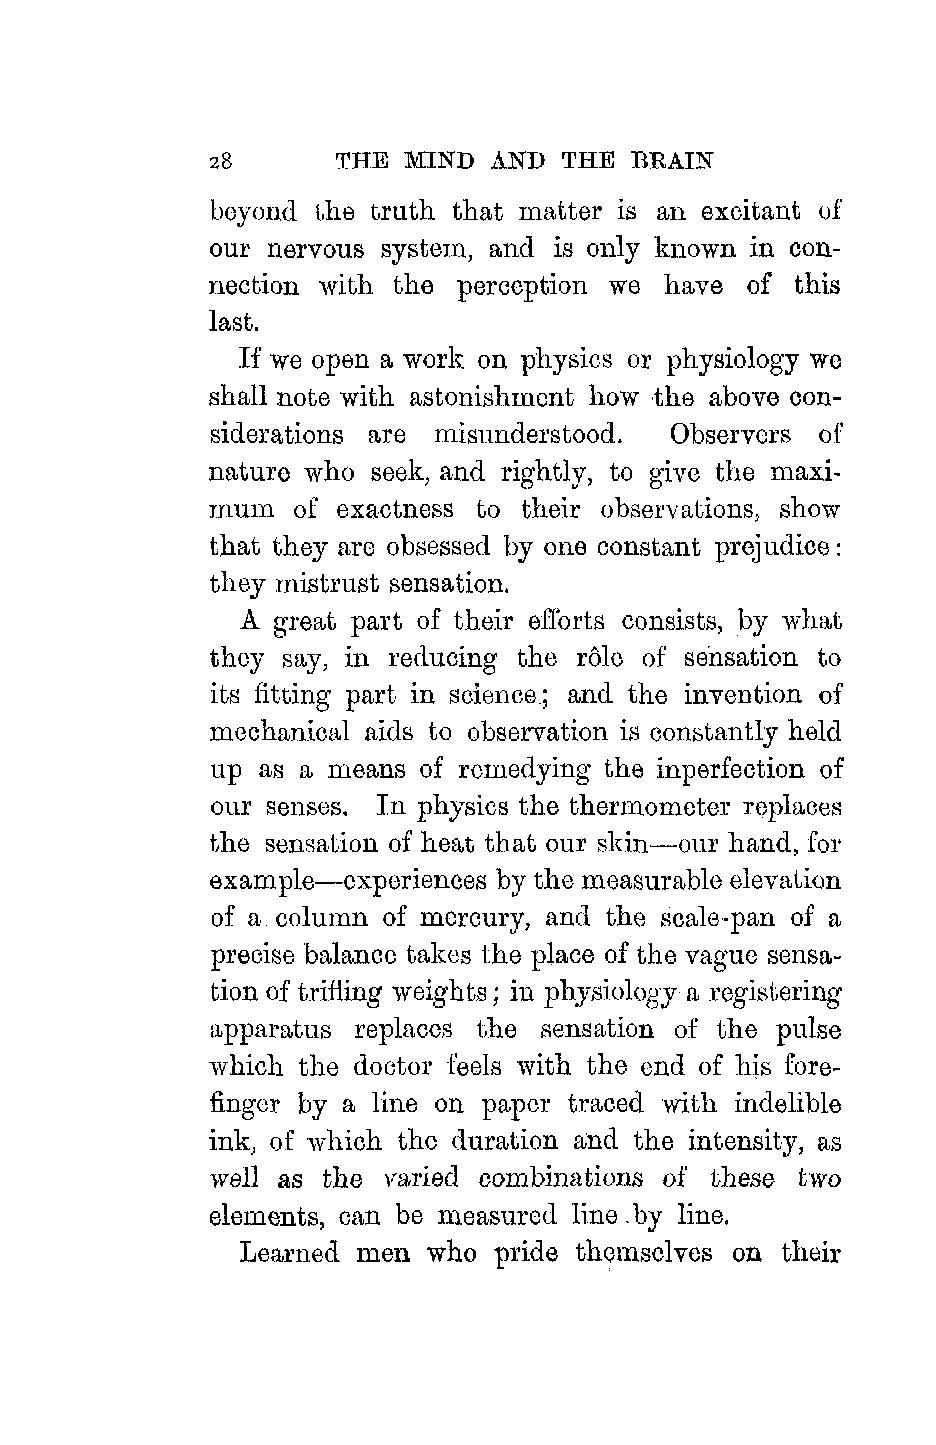 28 THE MIND AND THE BRAIN
beyond the truth that matter is an excitant of
our nervous system, and is only known in con-
nection with the perception we have of this
last.
If we open a work on physics or physiology we
shall note with astonishment how the above con-
siderations are misunderstood. Observers of
nature who seek, and rightly, to give the maxi-
mum of exactness to their observations, show
that they are obsessed by one constant prejudice:
they mistrust sensation.
A great part of their efforts consists, by what
they say, in reducing the rôle of sensation to
its fitting part in science; and the invention of
mechanical aids to observation is constantly held
up as a means of remedying the inperfection of
our senses. In physics the thermometer replaces
the sensation of heat that our skin—our hand, for
example—experiences by the measurable elevation
of a column of mercury, and the scale-pan of a
precise balance takes the place of the vague sensa-
tion of trifling weights; in physiology a registering
apparatus replaces the sensation of the pulse
which the doctor feels with the end of his fore-
finger by a line on paper traced with indelible
ink, of which the duration and the intensity, as
well as the varied combinations of these two
elements, can be measured line by line.
Learned men who pride themselves on their